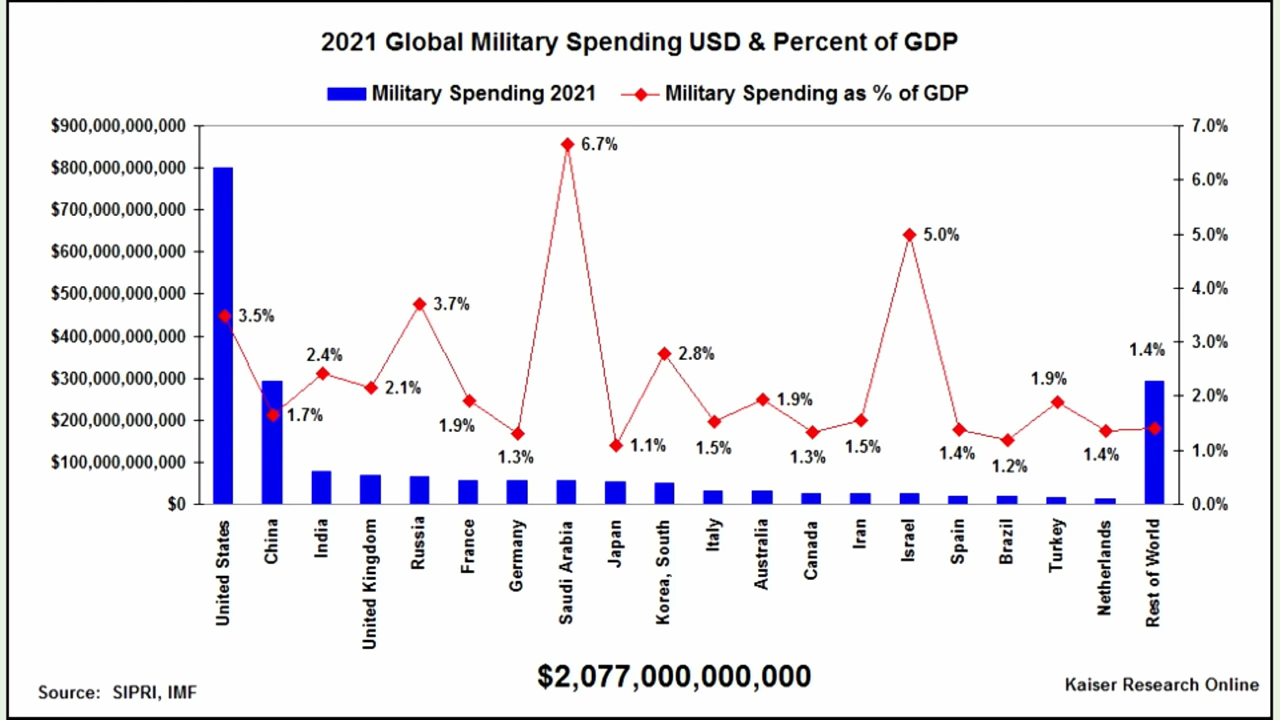 2021 Global Military Spending USD & Percent of GDP
Military Spending 2021 Military Spending as % of GDP
$900,000,000,000 7.0%
$800,000,000,000
6.7%
6.0%
$700,000,000,000
$600,000,000,000
5.0% 5.0%
$500,000,000,000
4.0%
3.7%
$400,000,000,000
3.5%
3.0%
2.8%
1.4%
2.4%
$300,000,000,000
1.9%
2.1%
2.0%
1.9%
$200,000,000,000
1.7%
1.9%
1.1%
1.5%
1.3%
1.5%
1.4%
1.4%
1.0%
1.3%
1.2%
$100,000,000,000
$0 0.0%
United States
China
India
United Kingdom
Russia
France
Germany
Saudi Arabia
Japan
Korea, South
Italy
Australia
Canada
Iran
Israel
Spain
Brazil
Turkey
Netherlands
Rest of World
$2,077,000,000,000
Source: SIPRI, IMF
Kaiser Research Online